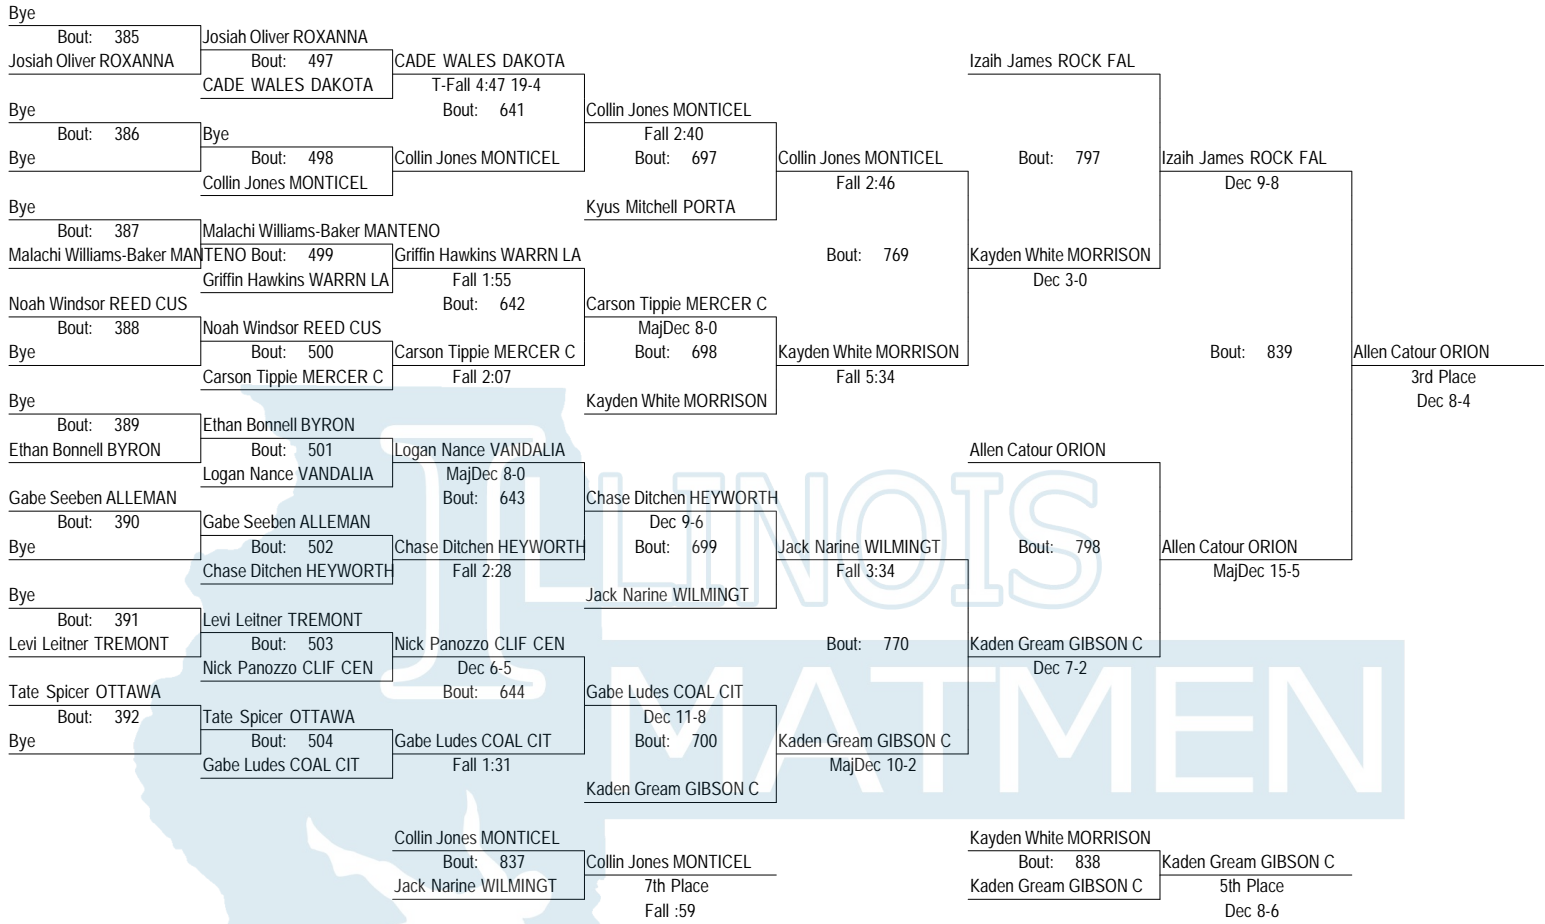 Bye
Bout: 385 Josiah Oliver ROXANNA
Josiah Oliver ROXANNA Bout: 497 CADE WALES DAKOTA Izaih James ROCK FAL
CADE WALES DAKOTA T-Fall 4:47 19-4
Bye Bout: 641 Collin Jones MONTICEL
Bout: 386 Bye Fall 2:40
Bye Bout: 498 Collin Jones MONTICEL Bout: 697 Collin Jones MONTICEL Bout: 797 Izaih James ROCK FAL
Collin Jones MONTICEL Fall 2:46 Dec 9-8
Bye Kyus Mitchell PORTA
Bout: 387 Malachi Williams-Baker MANTENO
Malachi Williams-Baker MANTENO Bout: 499 Griffin Hawkins WARRN LA Bout: 769 Kayden White MORRISON
Griffin Hawkins WARRN LA Fall 1:55 Dec 3-0
Noah Windsor REED CUS Bout: 642 Carson Tippie MERCER C
Bout: 388 Noah Windsor REED CUS MajDec 8-0
Bye Bout: 500 Carson Tippie MERCER C Bout: 698 Kayden White MORRISON Bout: 839 Allen Catour ORION
Carson Tippie MERCER C Fall 2:07 Fall 5:34 3rd Place
Bye Kayden White MORRISON Dec 8-4
Bout: 389 Ethan Bonnell BYRON
Ethan Bonnell BYRON Bout: 501 Logan Nance VANDALIA Allen Catour ORION
Logan Nance VANDALIA MajDec 8-0
Gabe Seeben ALLEMAN Bout: 643 Chase Ditchen HEYWORTH
Bout: 390 Gabe Seeben ALLEMAN Dec 9-6
Bye Bout: 502 Chase Ditchen HEYWORTH Bout: 699 Jack Narine WILMINGT Bout: 798 Allen Catour ORION
Chase Ditchen HEYWORTH Fall 2:28 Fall 3:34 MajDec 15-5
Bye Jack Narine WILMINGT
Bout: 391 Levi Leitner TREMONT
Levi Leitner TREMONT Bout: 503 Nick Panozzo CLIF CEN Bout: 770 Kaden Gream GIBSON C
Nick Panozzo CLIF CEN Dec 6-5 Dec 7-2
Tate Spicer OTTAWA Bout: 644 Gabe Ludes COAL CIT
Bout: 392 Tate Spicer OTTAWA Dec 11-8
Bye Bout: 504 Gabe Ludes COAL CIT Bout: 700 Kaden Gream GIBSON C
Gabe Ludes COAL CIT Fall 1:31 MajDec 10-2
Kaden Gream GIBSON C
Collin Jones MONTICEL Kayden White MORRISON
Bout: 837 Collin Jones MONTICEL Bout: 838 Kaden Gream GIBSON C
Jack Narine WILMINGT 7th Place Kaden Gream GIBSON C 5th Place
Fall :59 Dec 8-6
ILLINOIS
MATMEN